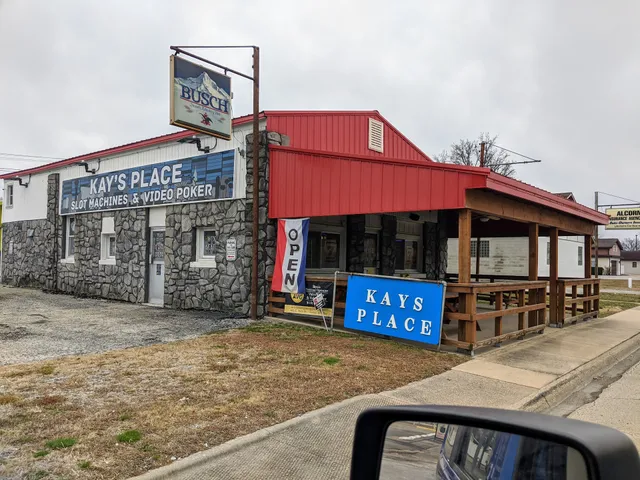 BUSCH
KAY'S PLACE
SLOT MACHINES & VIDEO POKER
OPEN
KAYS
PLACE
ALCORN